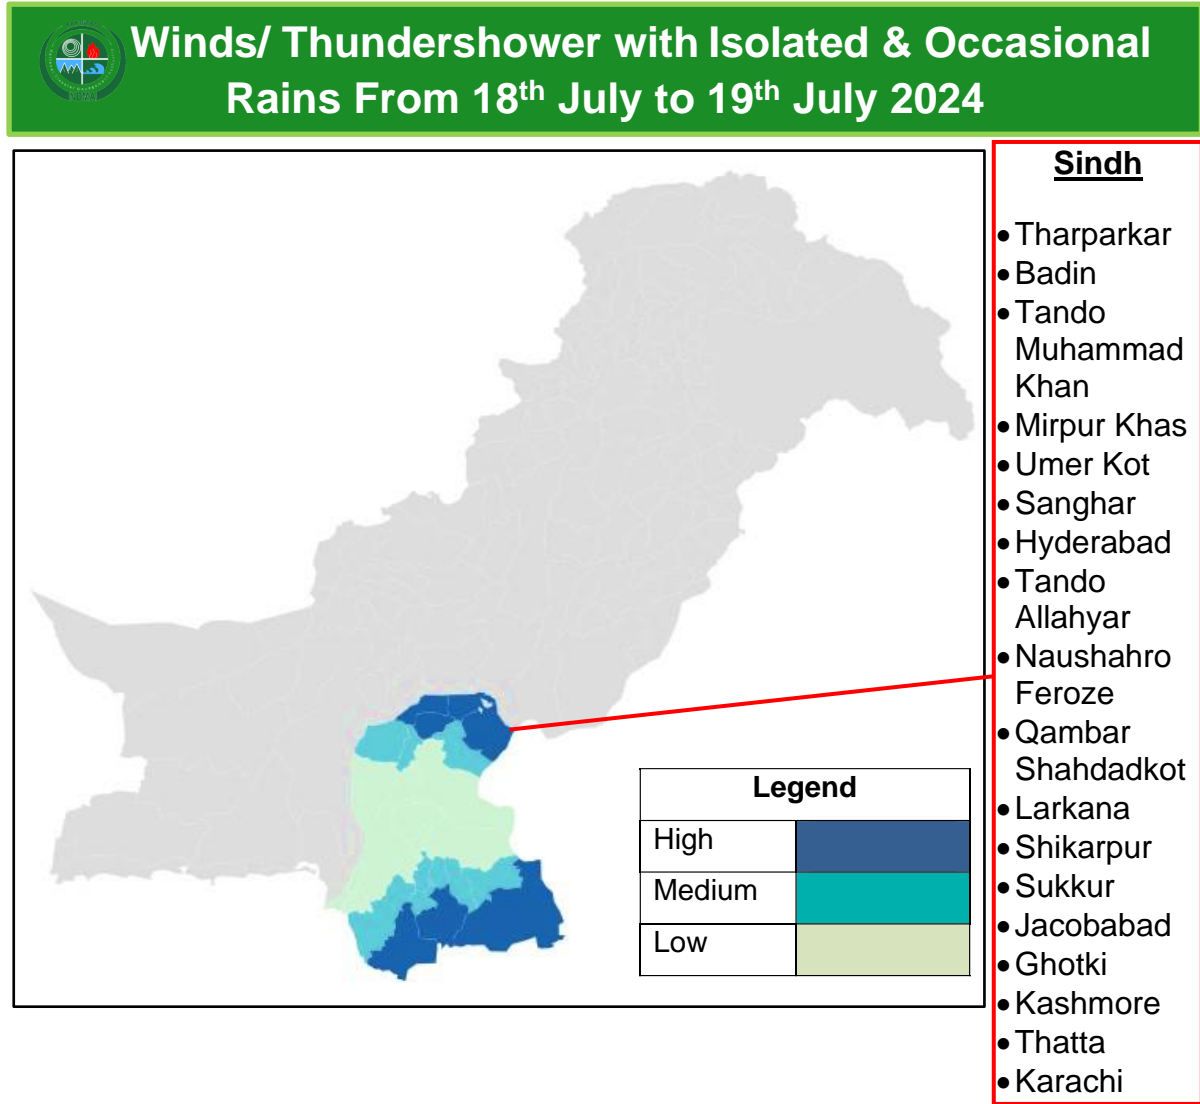 Winds/ Thundershower with Isolated & Occasional
Rains From 18th July to 19th July 2024
NDMA
Sindh
• Tharparkar
• Badin
• Tando
Muhammad
Khan
• Mirpur Khas
• Umer Kot
• Sanghar
• Hyderabad
• Tando
Allahyar
• Naushahro
Feroze
• Qambar
Shahdadkot
• Larkana
• Shikarpur
• Sukkur
• Jacobabad
• Ghotki
• Kashmore
• Thatta
• Karachi
Legend
High
Medium
Low